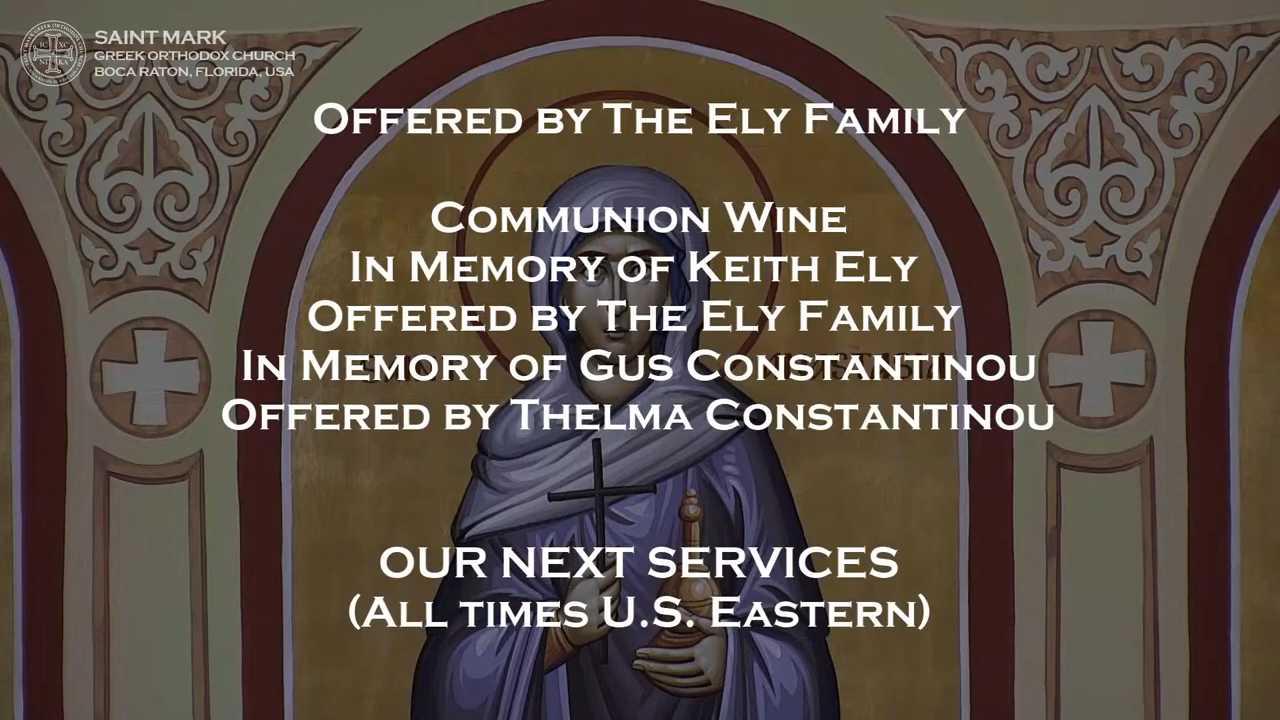 SAINT MARK
GREEK ORTHODOX CHURCH
BOCA RATON, FLORIDA, USA
OFFERED BY THE ELY FAMILY
COMMUNION WINE
IN MEMORY OF KEITH ELY
OFFERED BY THE ELY FAMILY
IN MEMORY OF GUS CONSTANTINOU
OFFERED BY THELMA CONSTANTINOU
OUR NEXT SERVICES
(ALL TIMES U.S. EASTERN)